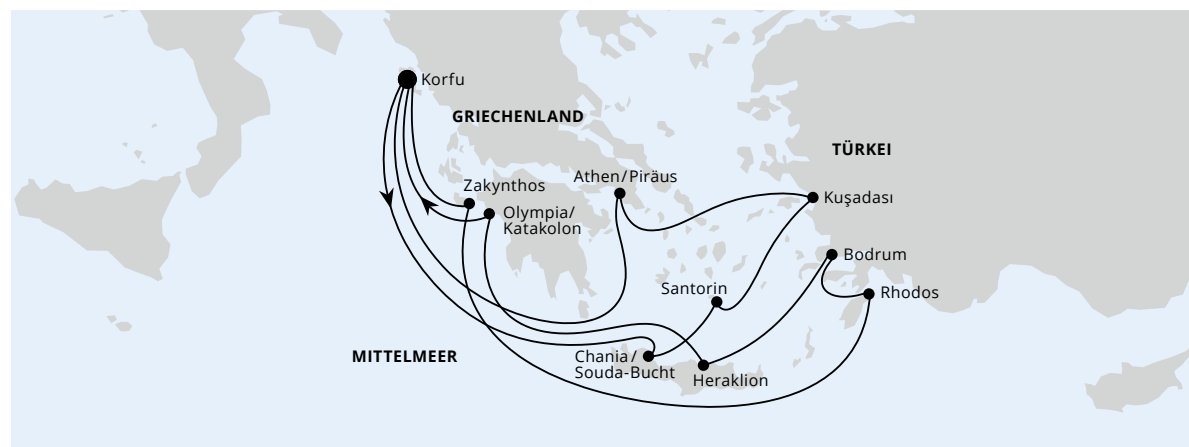 Korfu
GRIECHENLAND
TÜRKEI
Athen/Piräus
Zakynthos
Kuşadası
Olympia/
Katakolon
Bodrum
Santorin
Rhodos
MITTELMEER
Chania/
Souda-Bucht
Heraklion